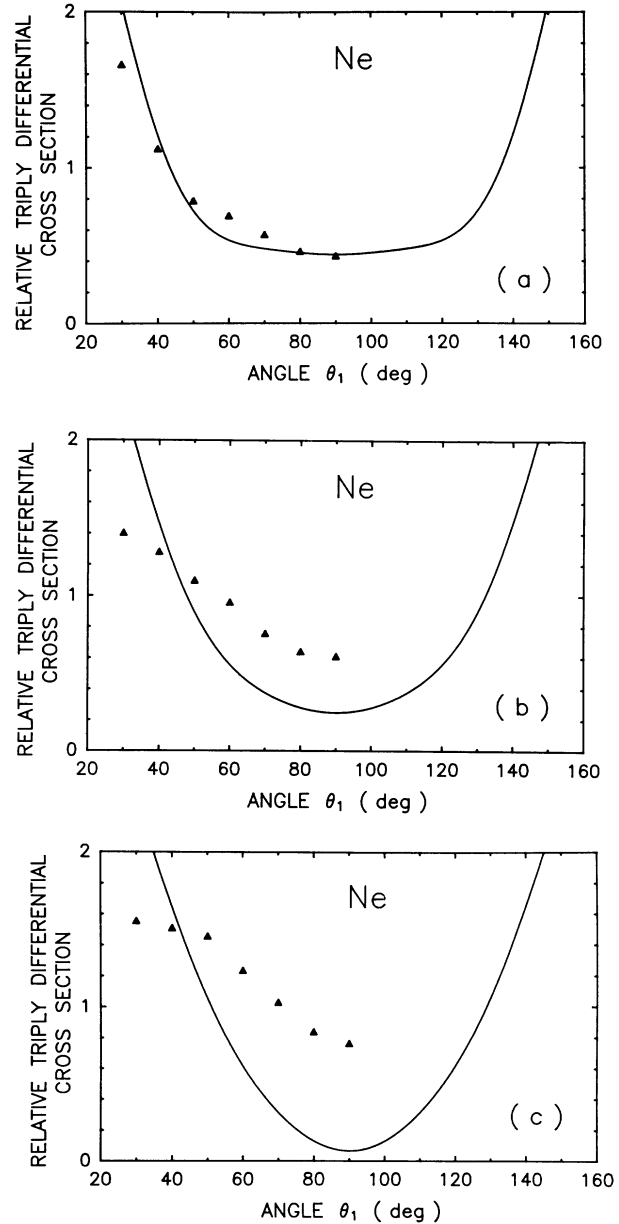 RELATIVE TRIPLY DIFFERENTIAL
CROSS SECTION
2
1
0
Ne
( a )
20 40 60 80 100 120 140 160
ANGLE θ₁ ( deg )
RELATIVE TRIPLY DIFFERENTIAL
CROSS SECTION
2
1
0
Ne
( b )
20 40 60 80 100 120 140 160
ANGLE θ₁ ( deg )
RELATIVE TRIPLY DIFFERENTIAL
CROSS SECTION
2
1
0
Ne
( c )
20 40 60 80 100 120 140 160
ANGLE θ₁ ( deg )